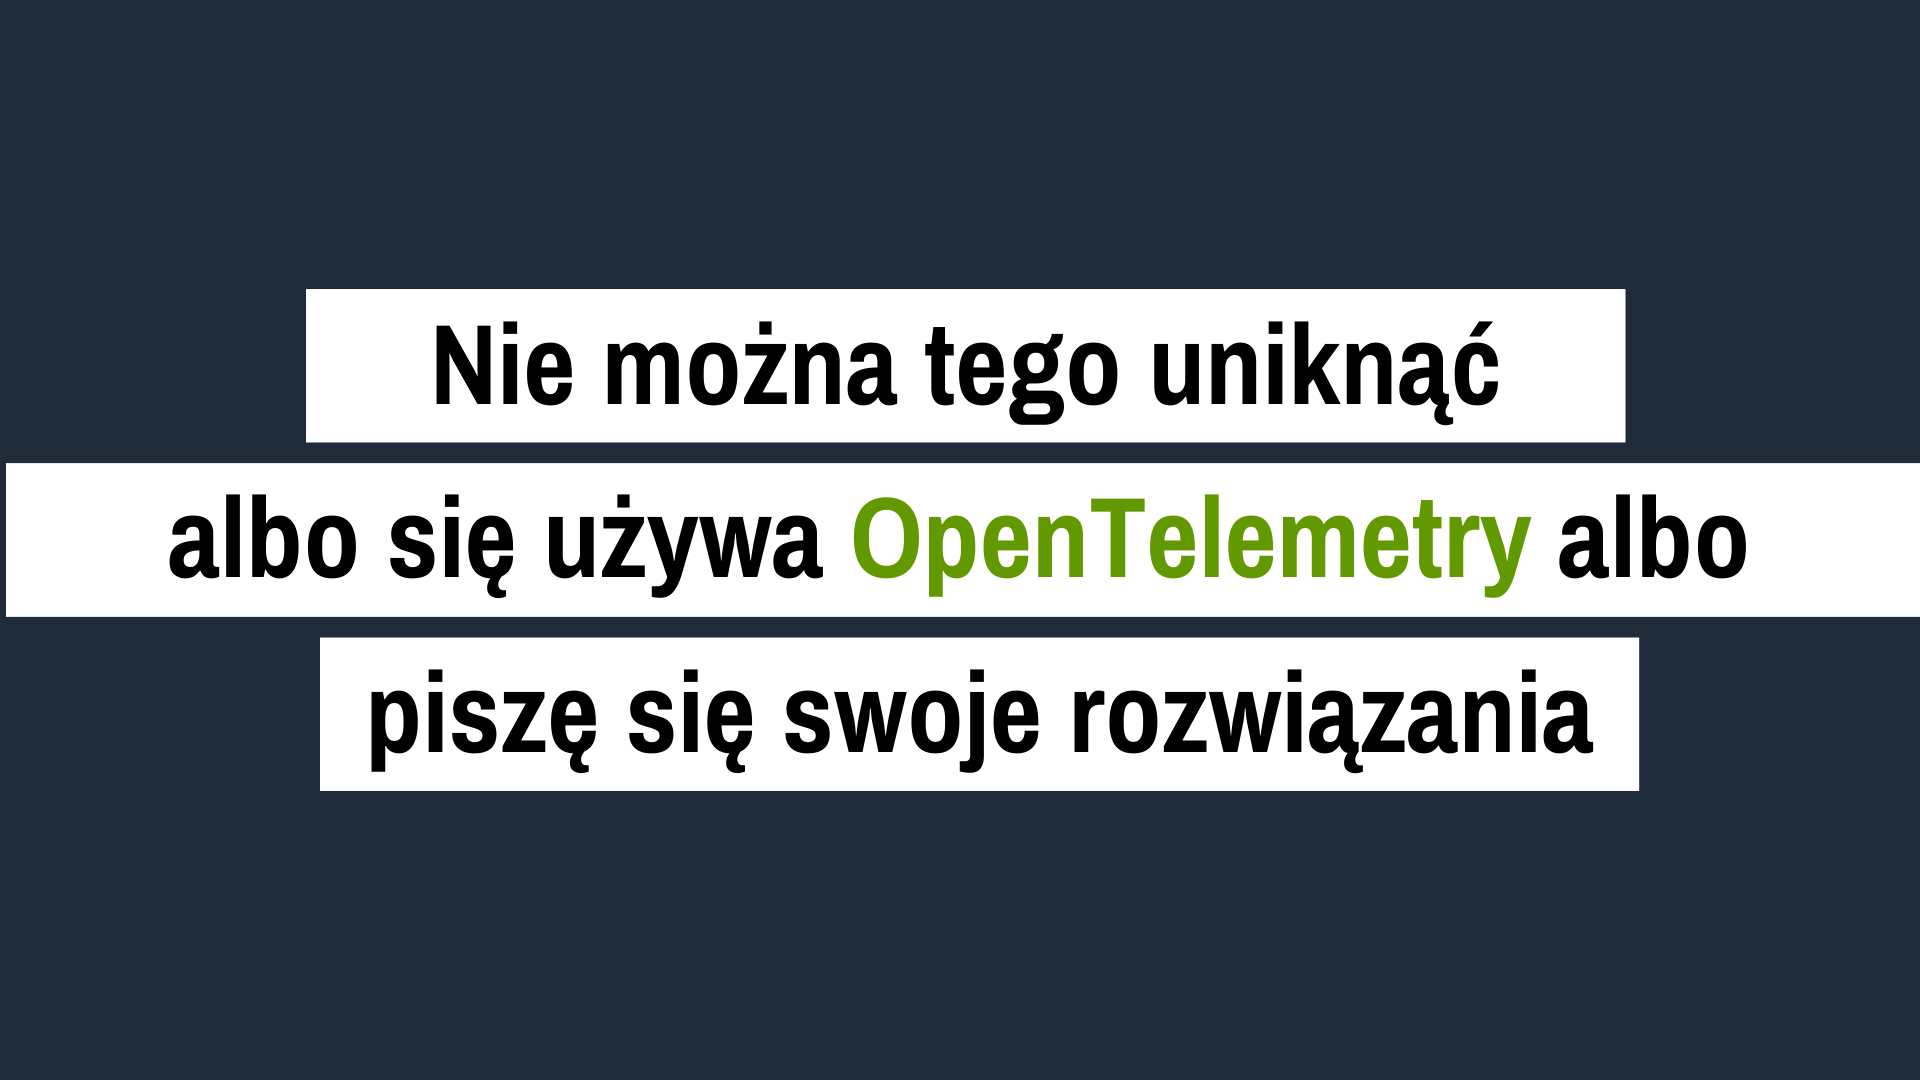 Nie można tego uniknąć
albo się używa OpenTelemetry albo
piszę się swoje rozwiązania